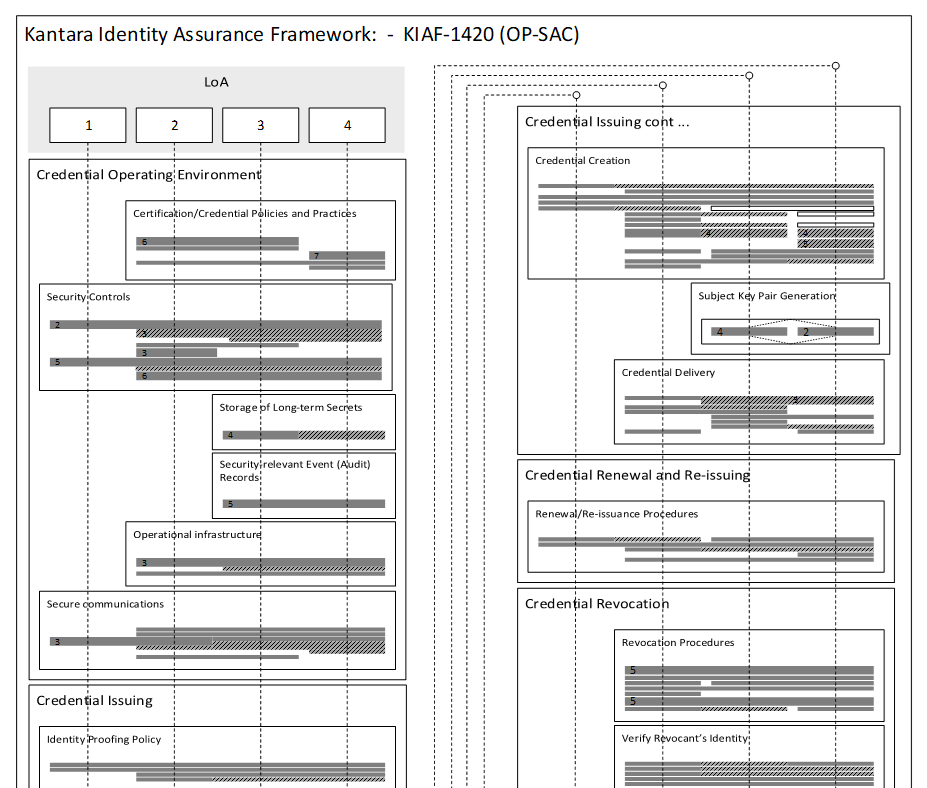 Kantara Identity Assurance Framework: - KIAF-1420 (OP-SAC)
LoA
1 2 3 4
Credential Operating Environment
Certification/Credential Policies and Practices
6
7
Security Controls
2
3
3
5
6
Storage of Long-term Secrets
4
Security-relevant Event (Audit)
Records
5
Operational infrastructure
3
Secure communications
3
Credential Issuing
Identity Proofing Policy
Credential Issuing cont ...
Credential Creation
4 4
5
Subject Key Pair Generation
4 2
Credential Delivery
3
Credential Renewal and Re-issuing
Renewal/Re-issuance Procedures
Credential Revocation
Revocation Procedures
5
5
Verify Revocant's Identity